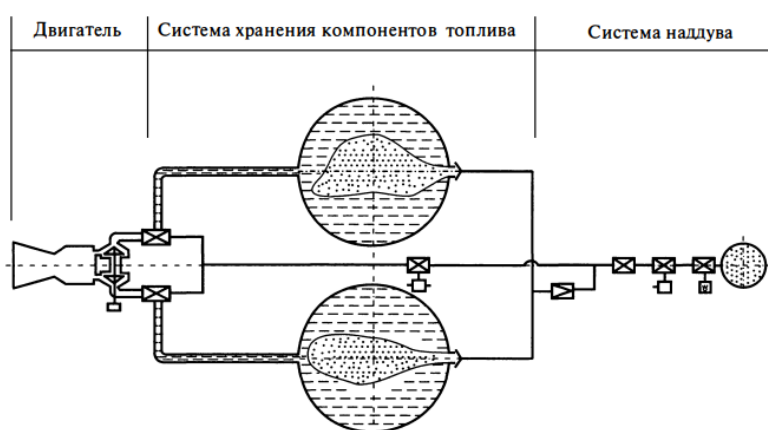 Двигатель
Система хранения компонентов топлива
Система наддува